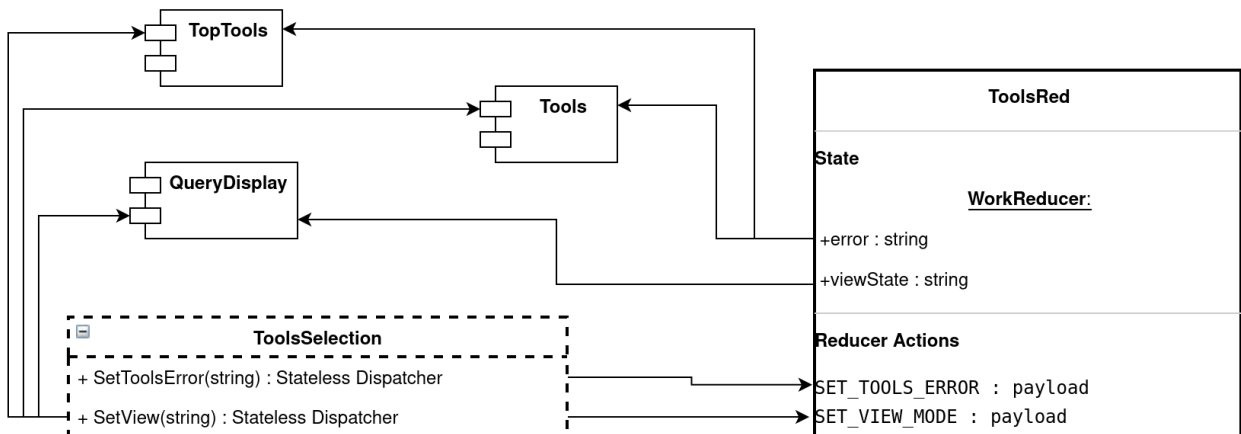 TopTools
ToolsRed
Tools
State
QueryDisplay
WorkReducer:
+error : string
+viewState : string
ToolsSelection
Reducer Actions
+ SetToolsError(string) : Stateless Dispatcher
SET_TOOLS_ERROR : payload
+ SetView(string) : Stateless Dispatcher
SET_VIEW_MODE : payload